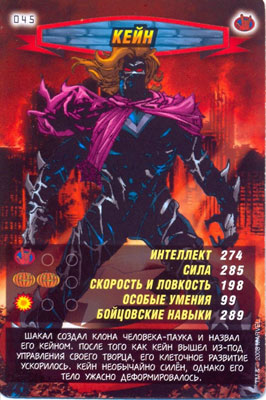 045
КЕЙН
ИНТЕЛЛЕКТ 274
СИЛА 285
СКОРОСТЬ И ЛОВКОСТЬ 198
ОСОБЫЕ УМЕНИЯ 99
БОЙЦОВСКИЕ НАВЫКИ 289
ШАКАЛ СОЗДАЛ КЛОНА ЧЕЛОВЕКА-ПАУКА И НАЗВАЛ
ЕГО КЕЙНОМ. ПОСЛЕ ТОГО КАК КЕЙН ВЫШЕЛ ИЗ-ПОД
УПРАВЛЕНИЯ СВОЕГО ТВОРЦА, ЕГО КЛЕТОЧНОЕ РАЗВИТИЕ
УСКОРИЛОСЬ. КЕЙН НЕОБЫЧАЙНО СИЛЁН, ОДНАКО ЕГО
ТЕЛО УЖАСНО ДЕФОРМИРОВАЛОСЬ.